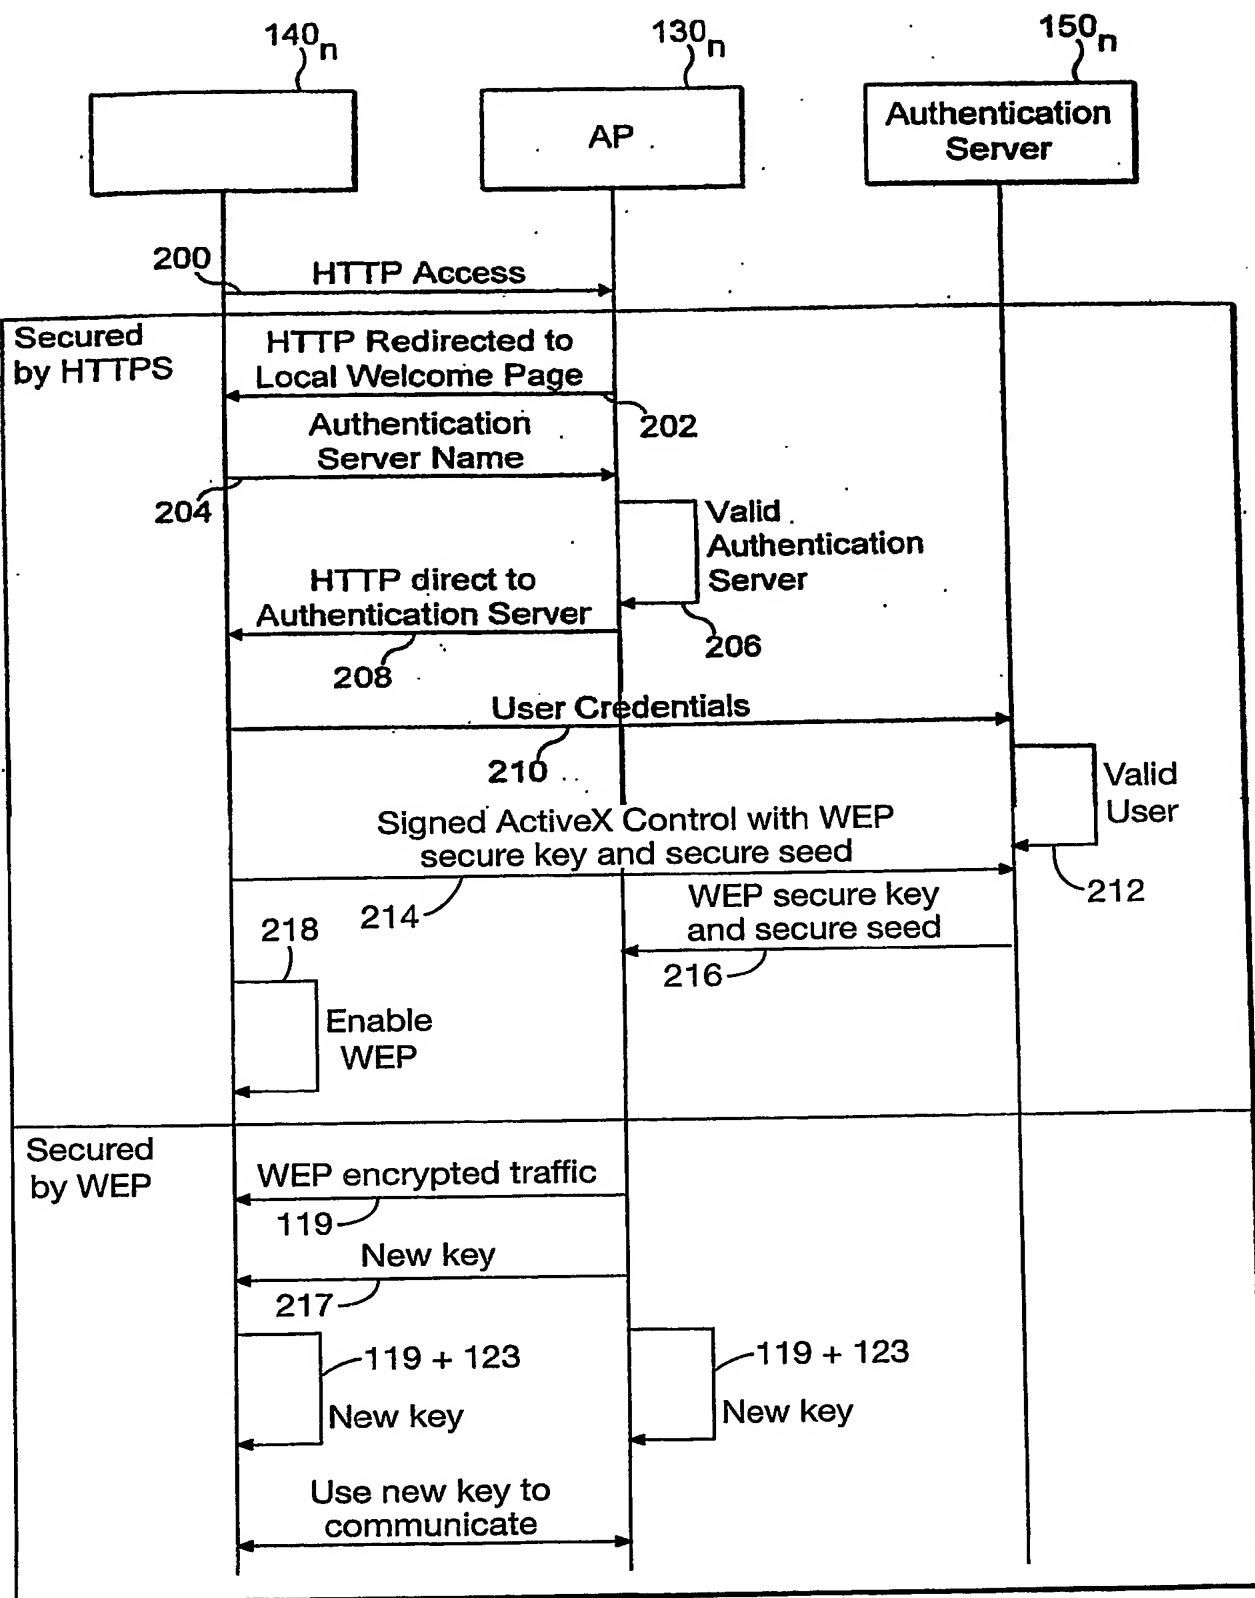 140n
130n
150n
AP
Authentication
Server
200
HTTP Access
Secured
by HTTPS
HTTP Redirected to
Local Welcome Page
202
Authentication
Server Name
204
Valid
Authentication
Server
206
HTTP direct to
Authentication Server
208
User Credentials
210
Valid
User
212
Signed ActiveX Control with WEP
secure key and secure seed
214
WEP secure key
and secure seed
216
218
Enable
WEP
Secured
by WEP
WEP encrypted traffic
119
New key
217
119 + 123
New key
119 + 123
New key
Use new key to
communicate